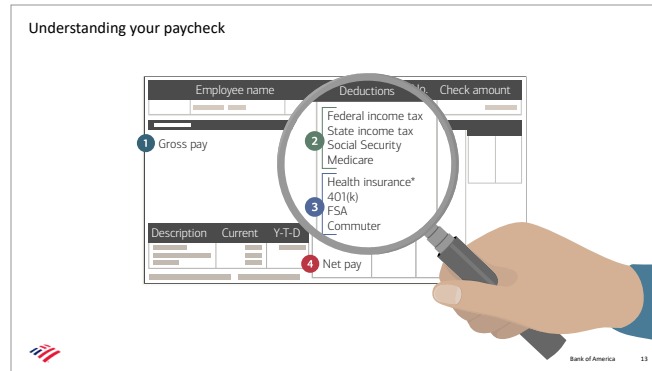 Understanding your paycheck
Employee name
Deductions
Check amount
Federal income tax
State income tax
2
Social Security
Medicare
1 Gross pay
Health insurance*
401(k)
3
FSA
Commuter
Description Current Y-T-D
4 Net pay
Bank of America 13